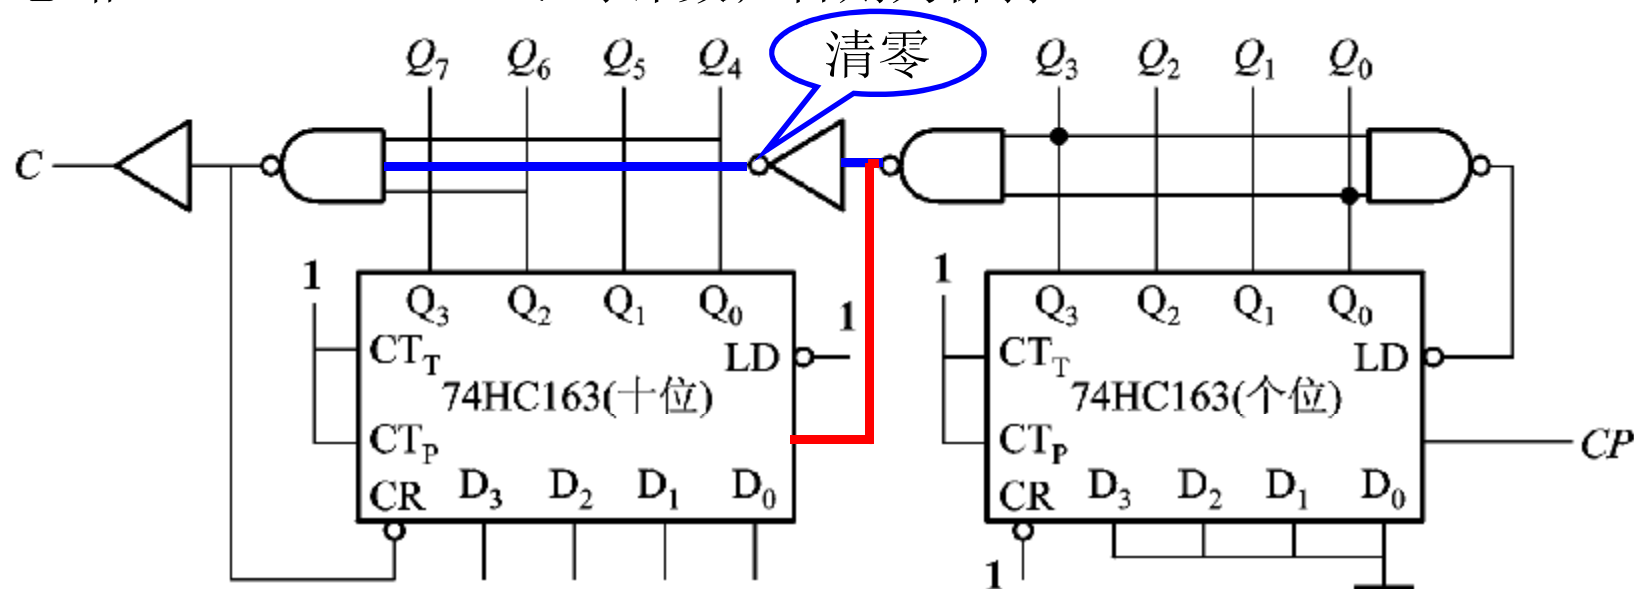 清零
Q7 Q6 Q5 Q4 Q3 Q2 Q1 Q0
C
1 1
Q3 Q2 Q1 Q0 Q3 Q2 Q1 Q0
1
CTT LD CTT LD
74HC163(十位) 74HC163(个位)
CTP CTP CP
CR D3 D2 D1 D0 CR D3 D2 D1 D0
1